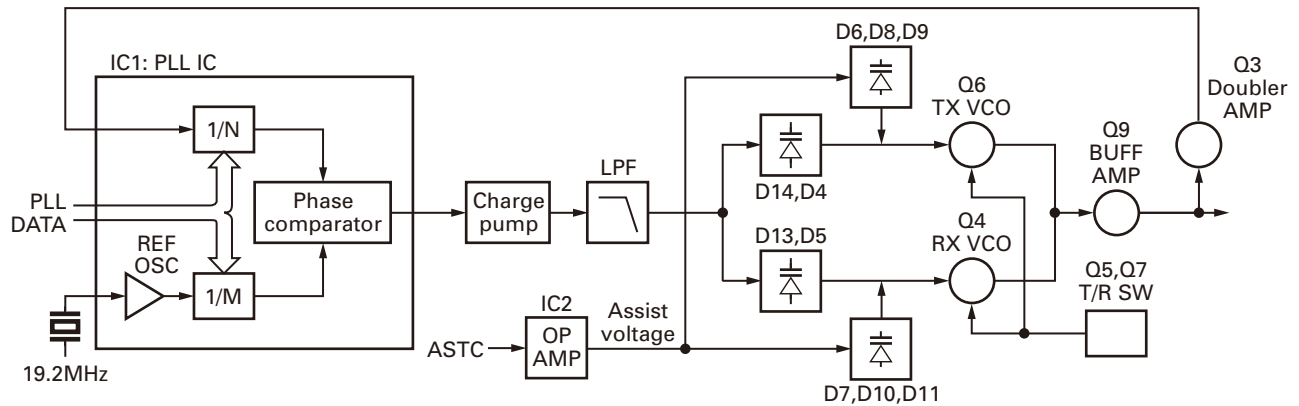 IC1: PLL IC
1/N
PLL
DATA
REF
OSC
1/M
19.2MHz
Phase
comparator
Charge
pump
LPF
ASTC
IC2
OP
AMP
Assist
voltage
D6,D8,D9
D14,D4
D13,D5
D7,D10,D11
Q6
TX VCO
Q4
RX VCO
Q9
BUFF
AMP
Q5,Q7
T/R SW
Q3
Doubler
AMP